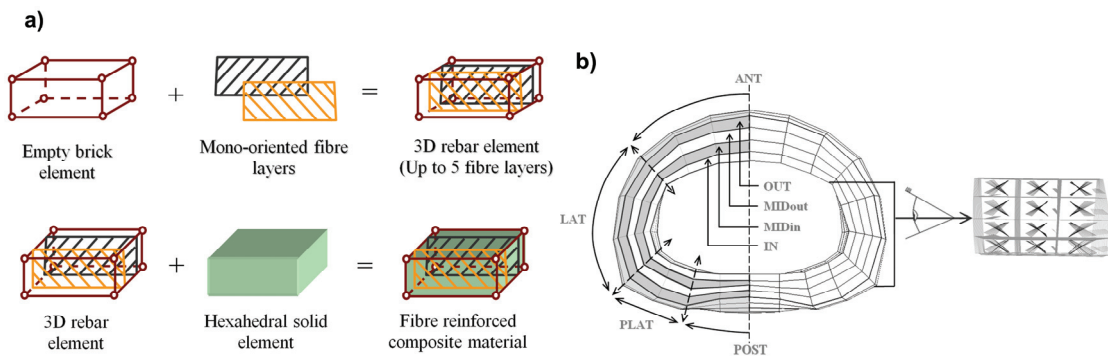 a)
+
=
Empty brick
element
Mono-oriented fibre
layers
3D rebar element
(Up to 5 fibre layers)
+
=
3D rebar
element
Hexahedral solid
element
Fibre reinforced
composite material
b)
ANT
OUT
MIDout
MIDin
IN
LAT
PLAT
POST